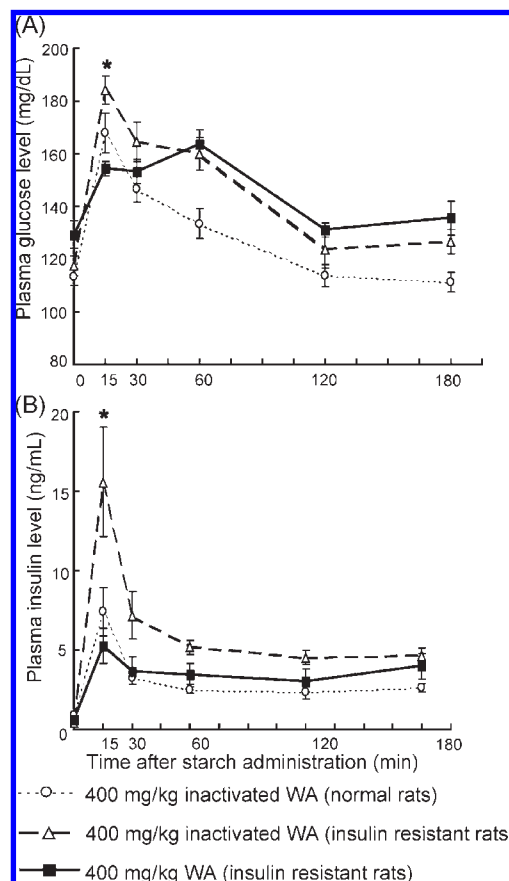 (A)
*
Plasma glucose level (mg/dL)
200
180
160
140
120
100
80
0 15 30 60 120 180
(B)
*
Plasma insulin level (ng/mL)
20
15
10
5
0
15 30 60 120 180
Time after starch administration (min)
400 mg/kg inactivated WA (normal rats)
400 mg/kg inactivated WA (insulin resistant rats
400 mg/kg WA (insulin resistant rats)